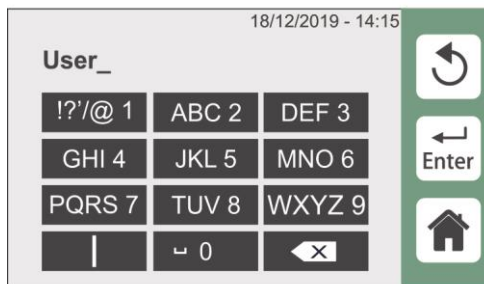 18/12/2019 - 14:15
User_
!?'/@ 1 ABC 2 DEF 3
GHI 4 JKL 5 MNO 6
Enter
PQRS 7 TUV 8 WXYZ 9
␣ 0